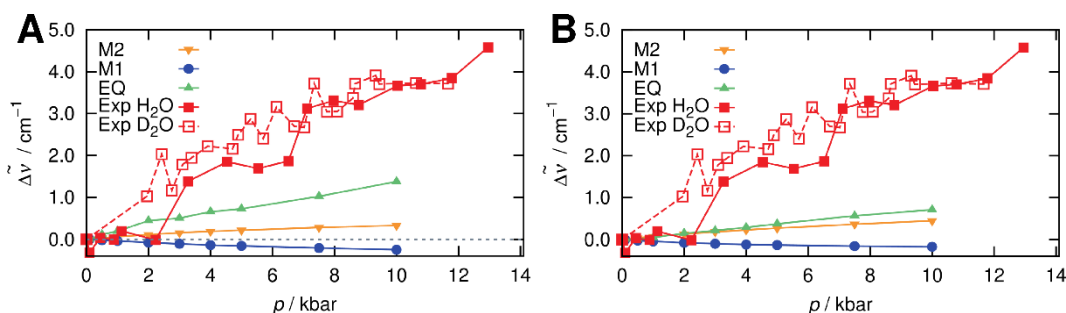 A
Δν̃ / cm⁻¹
5.0
4.0
3.0
2.0
1.0
0.0
M2
M1
EQ
Exp H₂O
Exp D₂O
0 2 4 6 8 10 12 14
p / kbar
B
Δν̃ / cm⁻¹
5.0
4.0
3.0
2.0
1.0
0.0
M2
M1
EQ
Exp H₂O
Exp D₂O
0 2 4 6 8 10 12 14
p / kbar